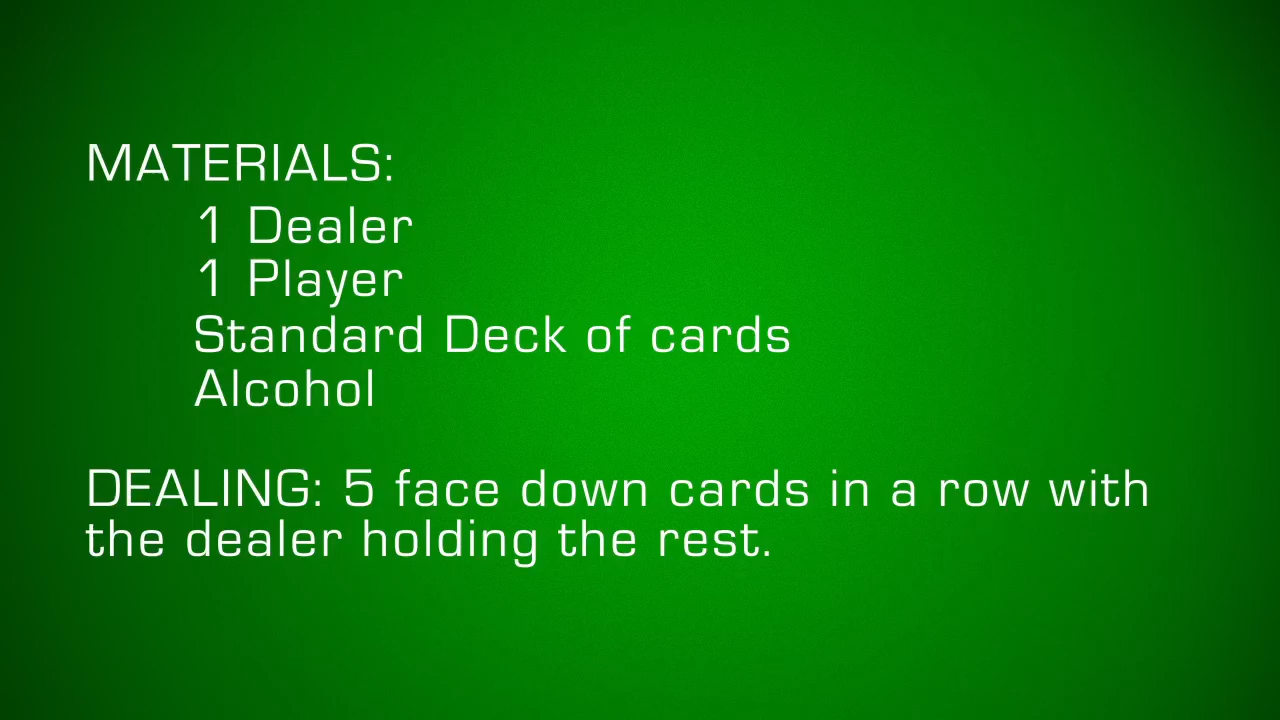 MATERIALS:
1 Dealer
1 Player
Standard Deck of cards
Alcohol
DEALING: 5 face down cards in a row with
the dealer holding the rest.